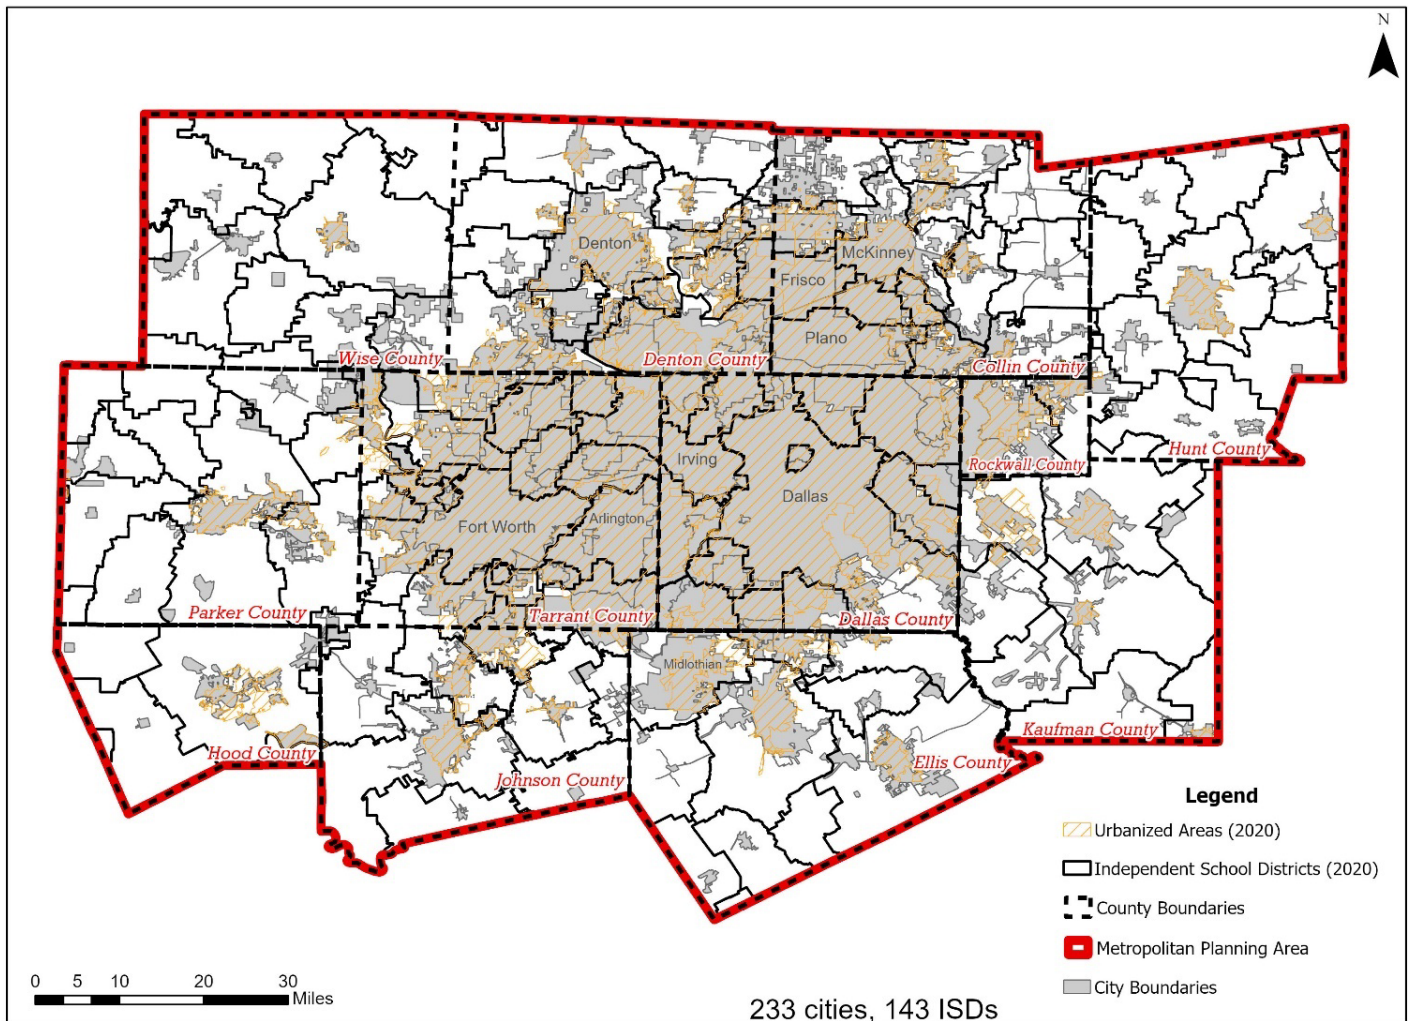 N
Denton
McKinney
Frisco
Plano
Wise County
Denton County
Collin County
Hunt County
Rockwall County
Irving
Dallas
Fort Worth
Arlington
Parker County
Tarrant County
Dallas County
Midlothian
Hood County
Johnson County
Ellis County
Kaufman County
Legend
Urbanized Areas (2020)
Independent School Districts (2020)
County Boundaries
Metropolitan Planning Area
City Boundaries
0 5 10 20 30
Miles
233 cities, 143 ISDs